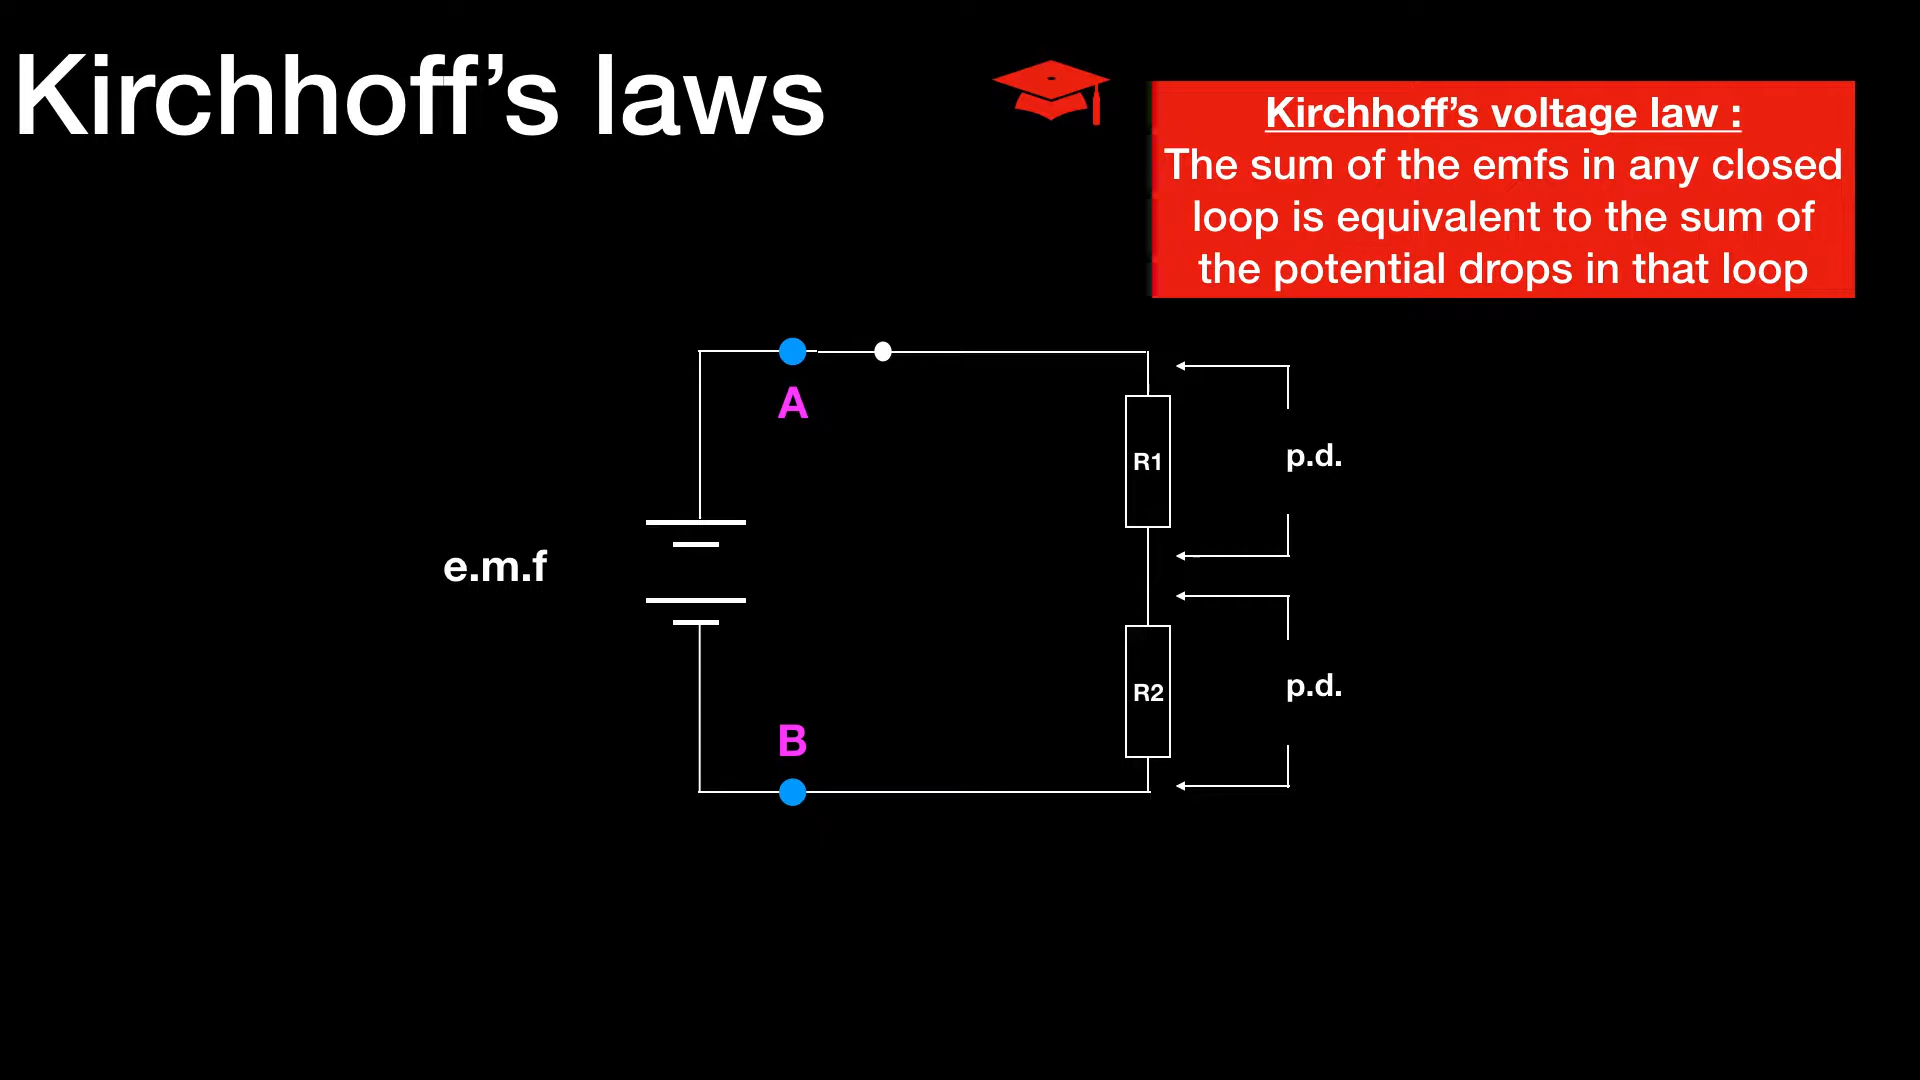 Kirchhoff’s laws
Kirchhoff’s voltage law :
The sum of the emfs in any closed
loop is equivalent to the sum of
the potential drops in that loop
A
R1
p.d.
e.m.f
R2
p.d.
B